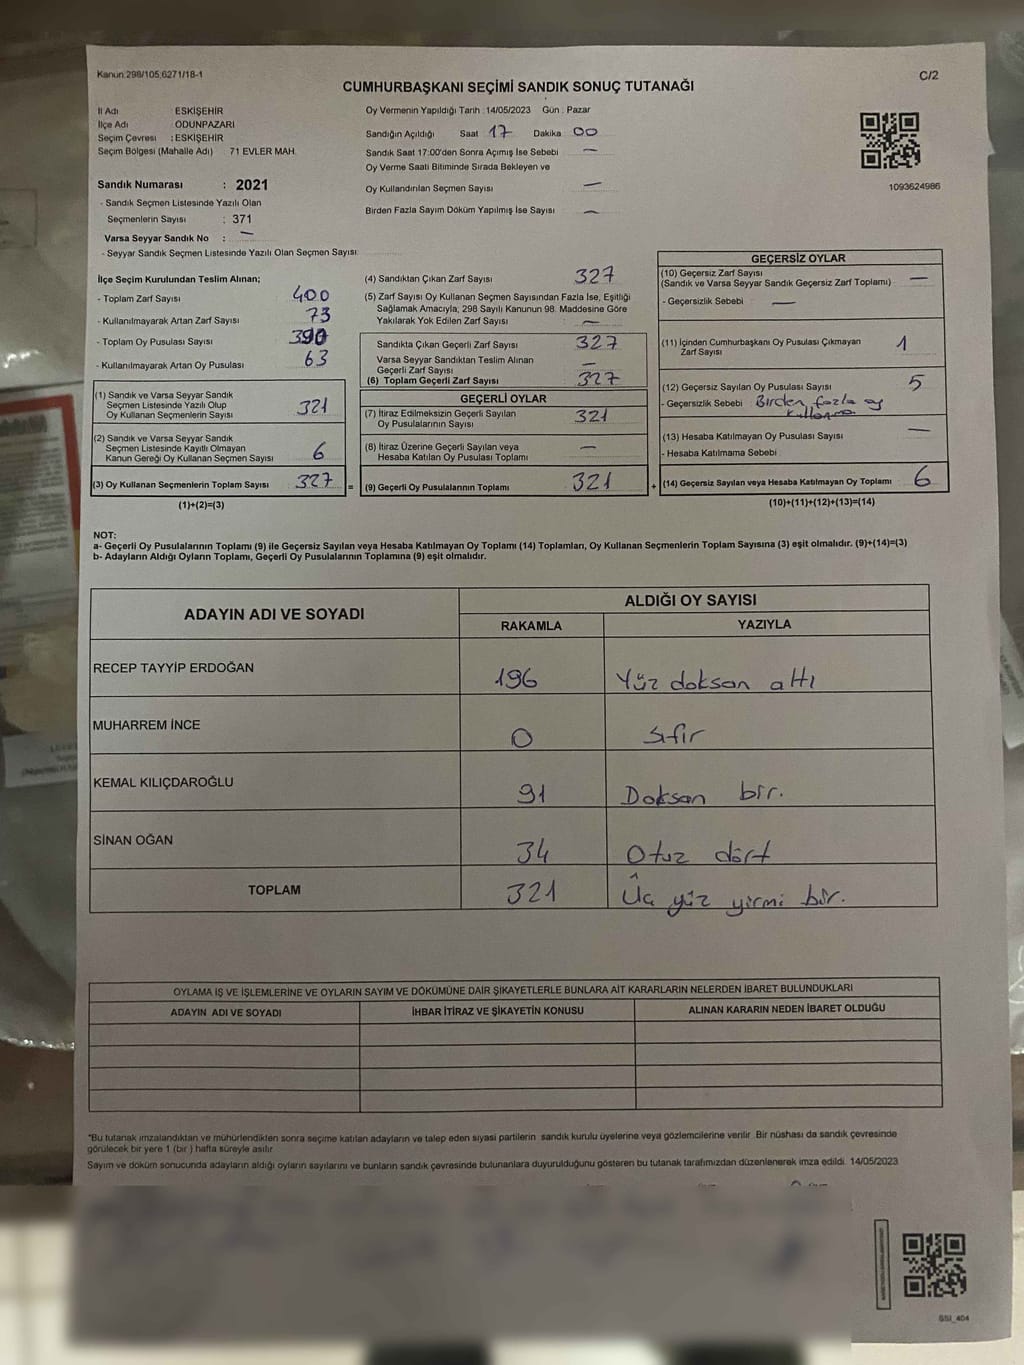 Kanun:298/105,6271/18-1
C/2
CUMHURBAŞKANI SEÇİMİ SANDIK SONUÇ TUTANAĞI
İl Adı : ESKİŞEHİR
İlçe Adı : ODUNPAZARI
Seçim Çevresi : ESKİŞEHİR
Seçim Bölgesi (Mahalle Adı) : 71 EVLER MAH.
Oy Vermenin Yapıldığı Tarih : 14/05/2023 Gün : Pazar
Sandığın Açıldığı Saat 17 Dakika 00
Sandık Saat 17:00'den Sonra Açılmış İse Sebebi —
Oy Verme Saati Bitiminde Sırada Bekleyen ve
Oy Kullandırılan Seçmen Sayısı —
Birden Fazla Sayım Döküm Yapılmış İse Sayısı —
1093624986
Sandık Numarası : 2021
- Sandık Seçmen Listesinde Yazılı Olan
Seçmenlerin Sayısı : 371
Varsa Seyyar Sandık No : —
- Seyyar Sandık Seçmen Listesinde Yazılı Olan Seçmen Sayısı:
İlçe Seçim Kurulundan Teslim Alınan;
- Toplam Zarf Sayısı 400
- Kullanılmayarak Artan Zarf Sayısı 73
- Toplam Oy Pusulası Sayısı 390
- Kullanılmayarak Artan Oy Pusulası 63
(1) Sandık ve Varsa Seyyar Sandık
Seçmen Listesinde Yazılı Olup
Oy Kullanan Seçmenlerin Sayısı 321
(2) Sandık ve Varsa Seyyar Sandık
Seçmen Listesinde Kayıtlı Olmayan
Kanun Gereği Oy Kullanan Seçmen Sayısı 6
(3) Oy Kullanan Seçmenlerin Toplam Sayısı 327 =
(1)+(2)=(3)
(4) Sandıktan Çıkan Zarf Sayısı 327
(5) Zarf Sayısı Oy Kullanan Seçmen Sayısından Fazla İse, Eşitliği
Sağlamak Amacıyla; 298 Sayılı Kanunun 98. Maddesine Göre
Yakılarak Yok Edilen Zarf Sayısı : —
Sandıkta Çıkan Geçerli Zarf Sayısı 327
Varsa Seyyar Sandıktan Teslim Alınan
Geçerli Zarf Sayısı —
(6) Toplam Geçerli Zarf Sayısı 327
GEÇERLİ OYLAR
(7) İtiraz Edilmeksizin Geçerli Sayılan
Oy Pusulalarının Sayısı 321
(8) İtiraz Üzerine Geçerli Sayılan veya
Hesaba Katılan Oy Pusulası Toplamı —
(9) Geçerli Oy Pusulalarının Toplamı 321 +
GEÇERSİZ OYLAR
(10) Geçersiz Zarf Sayısı
(Sandık ve Varsa Seyyar Sandık Geçersiz Zarf Toplamı) —
- Geçersizlik Sebebi —
(11) İçinden Cumhurbaşkanı Oy Pusulası Çıkmayan
Zarf Sayısı 1
(12) Geçersiz Sayılan Oy Pusulası Sayısı 5
- Geçersizlik Sebebi Birden fazla oy
kullanma
(13) Hesaba Katılmayan Oy Pusulası Sayısı —
- Hesaba Katılmama Sebebi
(14) Geçersiz Sayılan veya Hesaba Katılmayan Oy Toplamı 6
(10)+(11)+(12)+(13)=(14)
NOT:
a- Geçerli Oy Pusulalarının Toplamı (9) ile Geçersiz Sayılan veya Hesaba Katılmayan Oy Toplamı (14) Toplamları, Oy Kullanan Seçmenlerin Toplam Sayısına (3) eşit olmalıdır. (9)+(14)=(3)
b- Adayların Aldığı Oyların Toplamı, Geçerli Oy Pusulalarının Toplamına (9) eşit olmalıdır.
ADAYIN ADI VE SOYADI
ALDIĞI OY SAYISI
RAKAMLA YAZIYLA
RECEP TAYYİP ERDOĞAN 196 Yüz doksan altı
MUHARREM İNCE 0 Sıfır
KEMAL KILIÇDAROĞLU 91 Doksan bir.
SİNAN OĞAN 34 Otuz dört
TOPLAM 321 Üç yüz yirmi bir.
OYLAMA İŞ VE İŞLEMLERİNE VE OYLARIN SAYIM VE DÖKÜMÜNE DAİR ŞİKAYETLERLE BUNLARA AİT KARARLARIN NELERDEN İBARET BULUNDUKLARI
ADAYIN ADI VE SOYADI İHBAR İTİRAZ VE ŞİKAYETİN KONUSU ALINAN KARARIN NEDEN İBARET OLDUĞU
*Bu tutanak imzalandıktan ve mühürlendikten sonra seçime katılan adayların ve talep eden siyasi partilerin sandık kurulu üyelerine veya gözlemcilerine verilir. Bir nüshası da sandık çevresinde
görülecek bir yere 1 (bir ) hafta süreyle asılır.
Sayım ve döküm sonucunda adayların aldığı oyların sayılarını ve bunların sandık çevresinde bulunanlara duyurulduğunu gösteren bu tutanak tarafımızdan düzenlenerek imza edildi. 14/05/2023
SSI_404